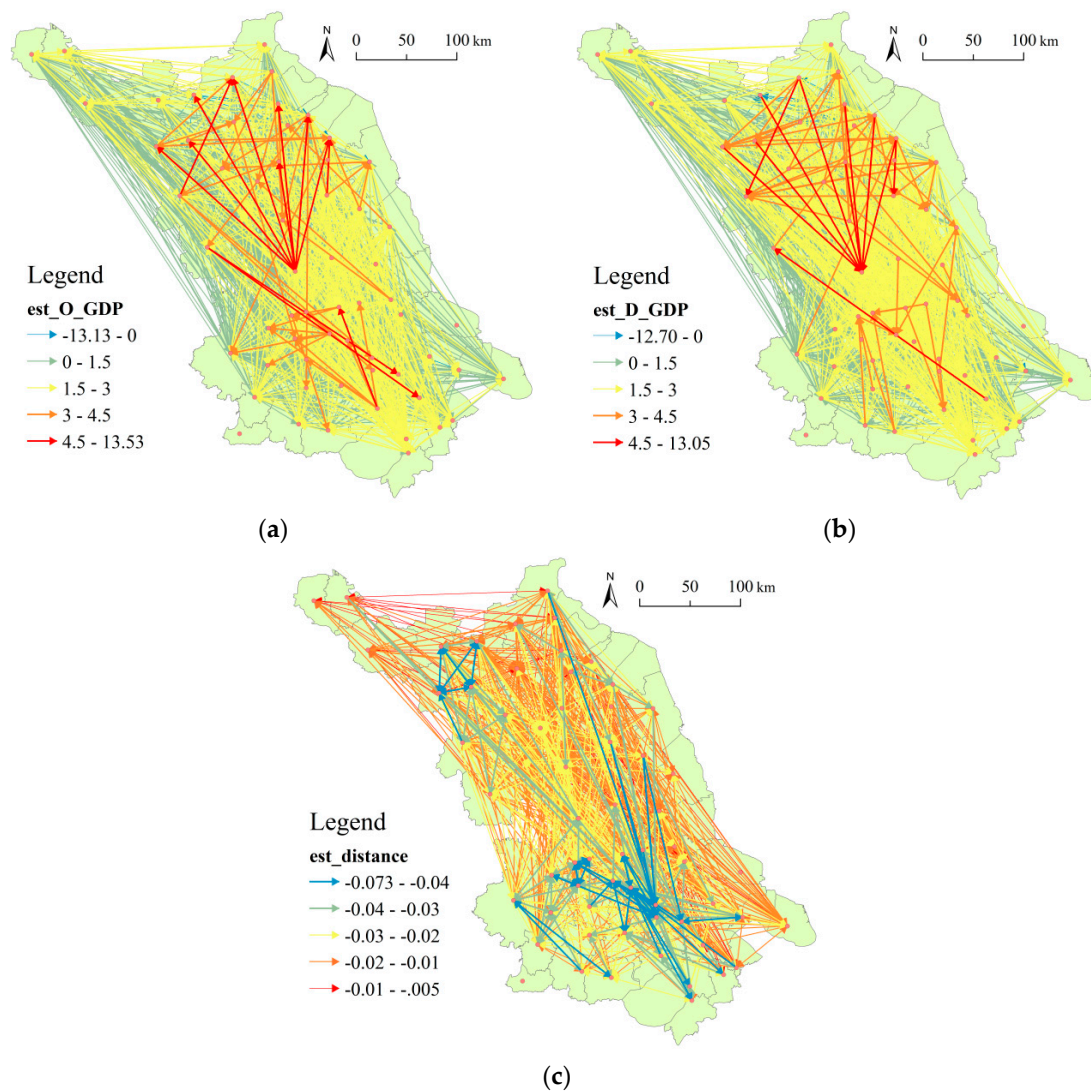 N
0 50 100 km
Legend
est_O_GDP
-13.13 - 0
0 - 1.5
1.5 - 3
3 - 4.5
4.5 - 13.53
(a)
N
0 50 100 km
Legend
est_D_GDP
-12.70 - 0
0 - 1.5
1.5 - 3
3 - 4.5
4.5 - 13.05
(b)
N
0 50 100 km
Legend
est_distance
-0.073 - -0.04
-0.04 - -0.03
-0.03 - -0.02
-0.02 - -0.01
-0.01 - -.005
(c)